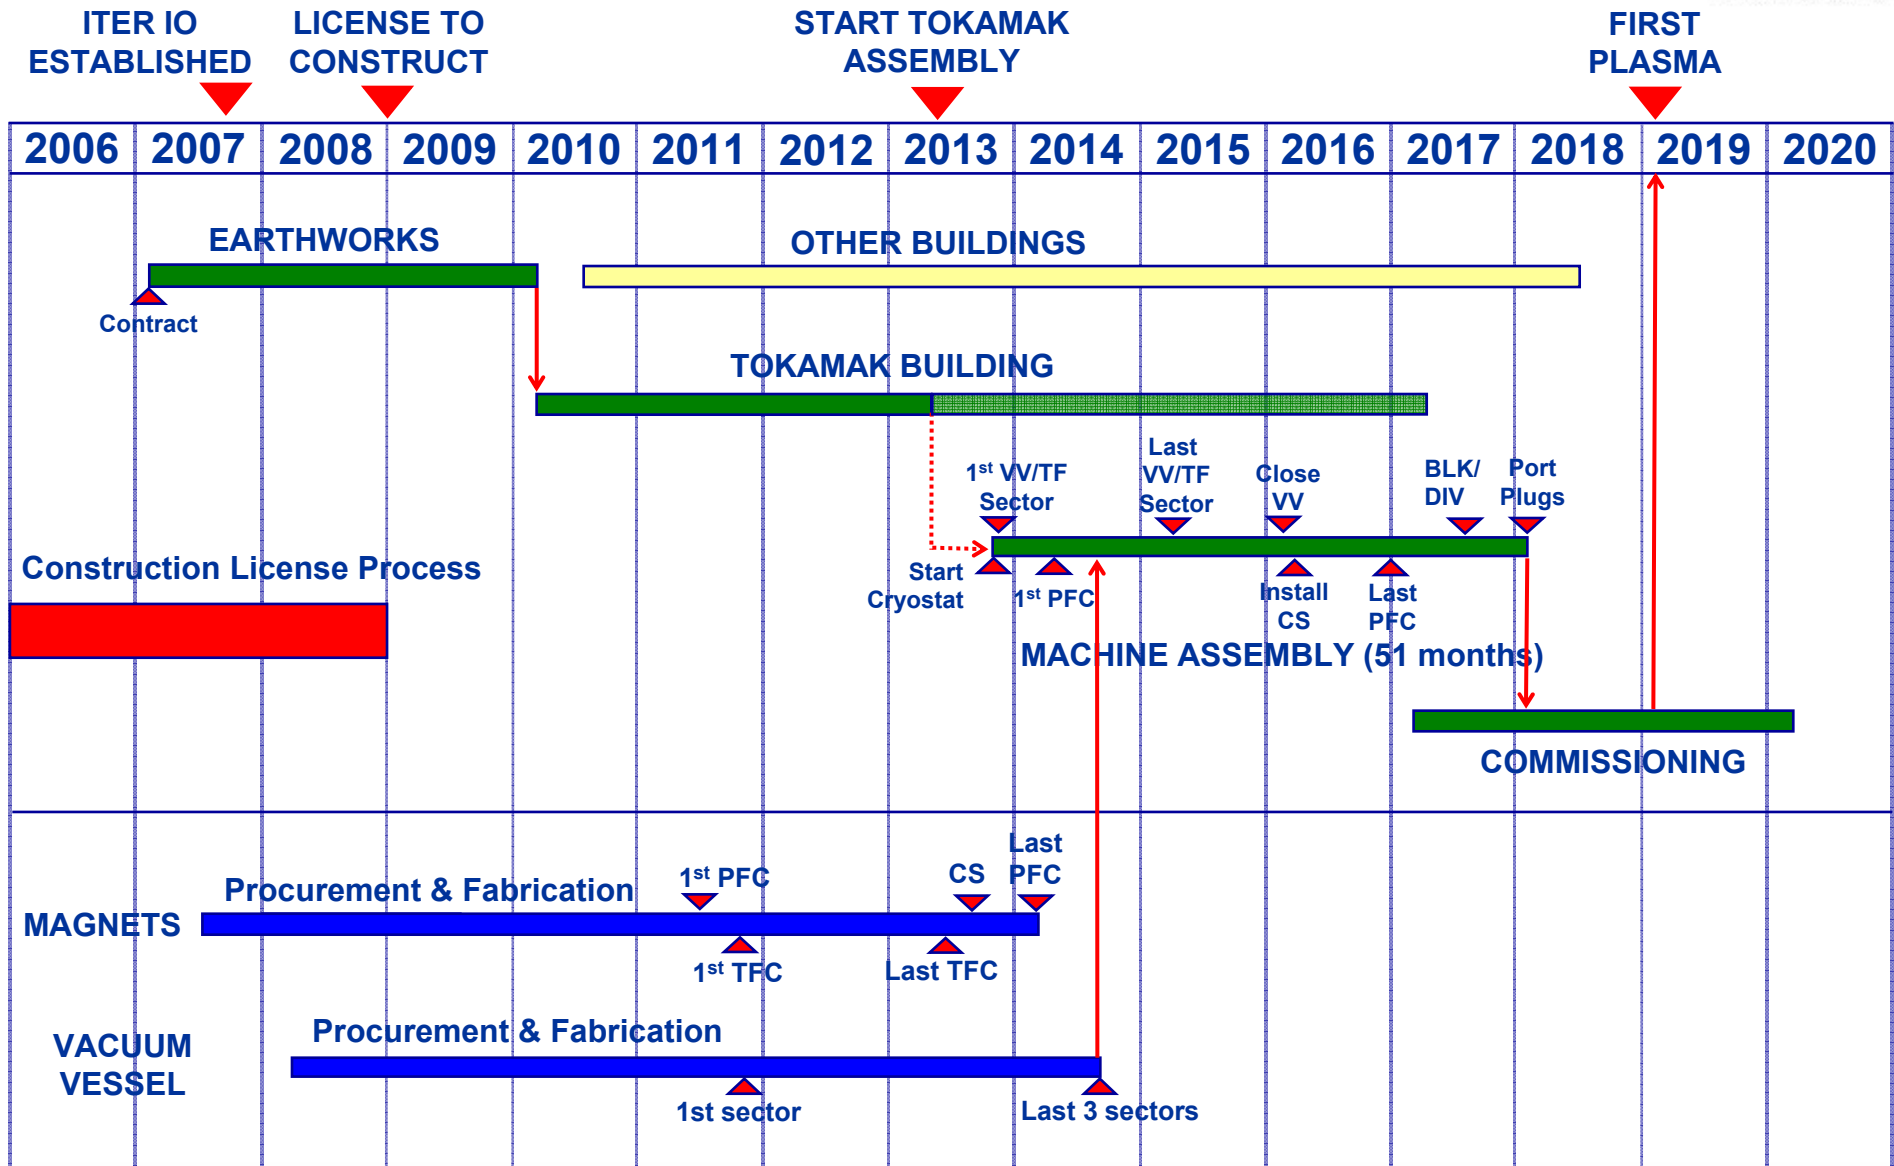 ITER IO
ESTABLISHED
LICENSE TO
CONSTRUCT
START TOKAMAK
ASSEMBLY
FIRST
PLASMA
2006 2007 2008 2009 2010 2011 2012 2013 2014 2015 2016 2017 2018 2019 2020
EARTHWORKS
OTHER BUILDINGS
Contract
TOKAMAK BUILDING
1st VV/TF
Sector
Last
VV/TF
Sector
Close
VV
BLK/
DIV
Port
Plugs
Construction License Process
Start
Cryostat
1st PFC
Install
CS
Last
PFC
MACHINE ASSEMBLY (51 months)
COMMISSIONING
Procurement & Fabrication
1st PFC
CS
Last
PFC
MAGNETS
1st TFC
Last TFC
Procurement & Fabrication
VACUUM
VESSEL
1st sector
Last 3 sectors